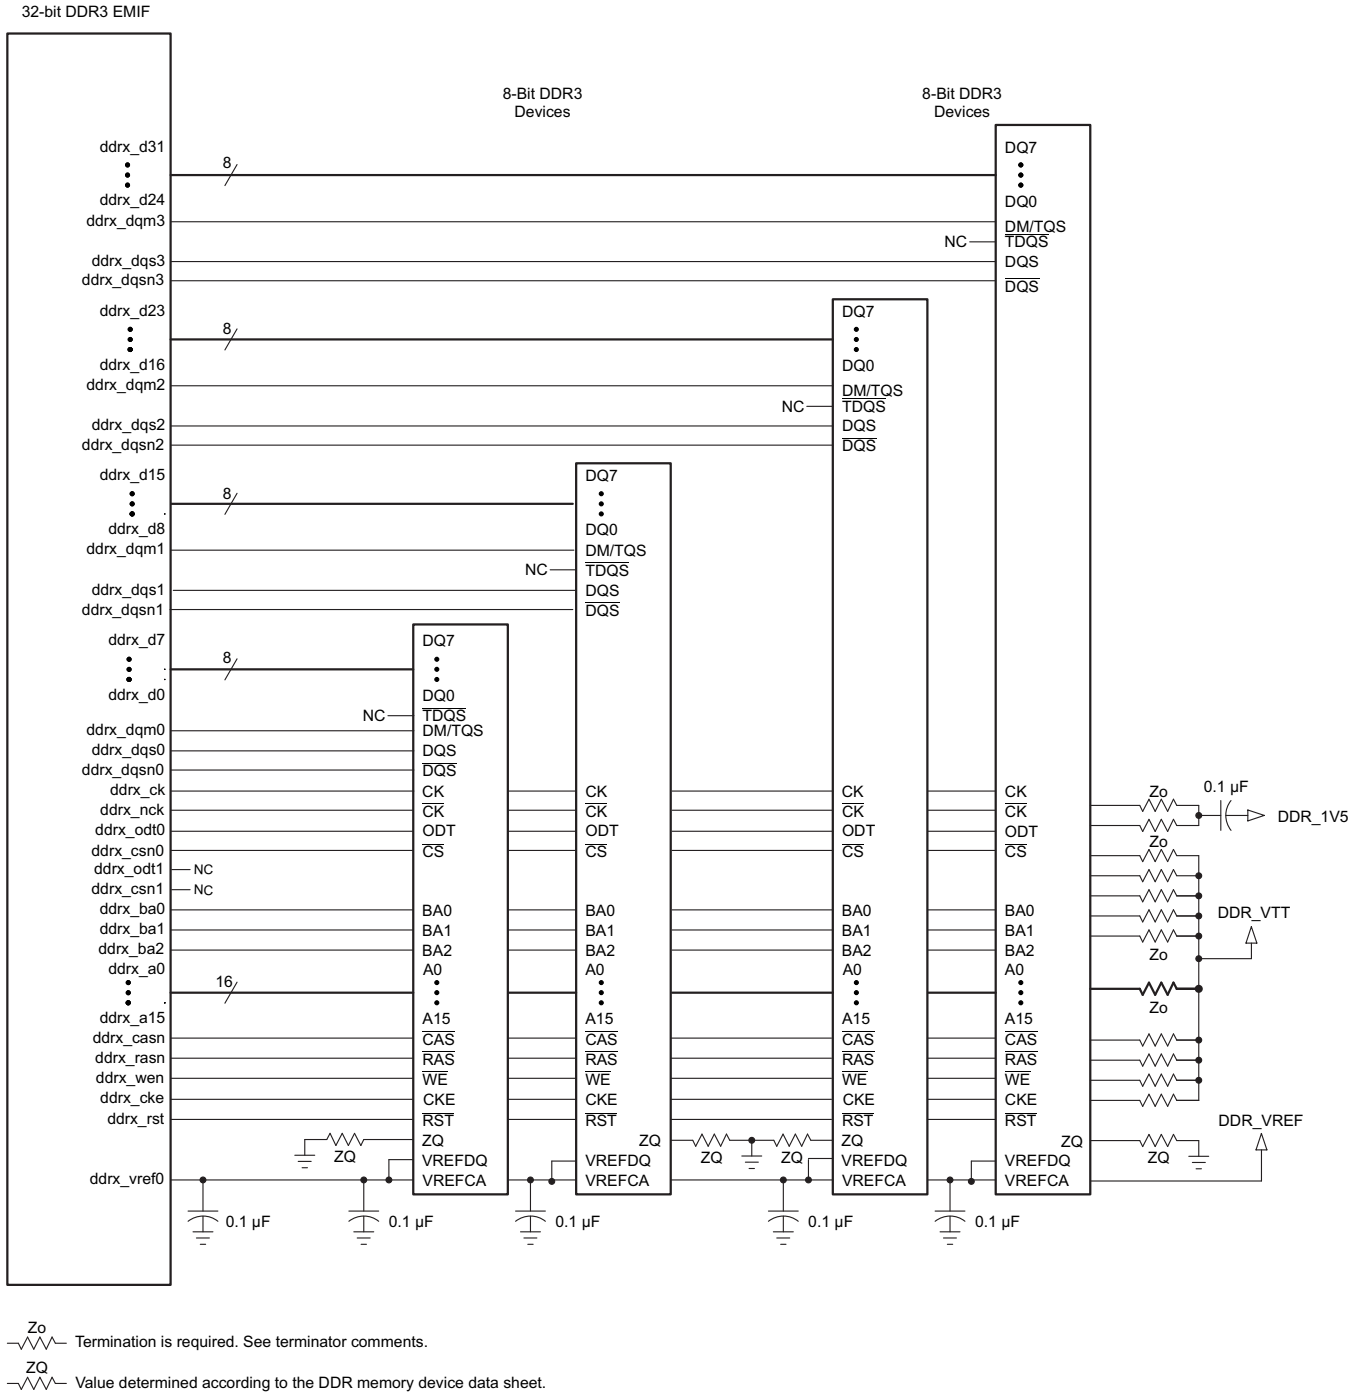 32-bit DDR3 EMIF
8-Bit DDR3
Devices
8-Bit DDR3
Devices
ddrx_d31
8
DQ7
ddrx_d24
DQ0
ddrx_dqm3
DM/TQS
NC
TDQS
ddrx_dqs3
DQS
ddrx_dqsn3
DQS
ddrx_d23
8
DQ7
ddrx_d16
DQ0
ddrx_dqm2
DM/TQS
NC
TDQS
ddrx_dqs2
DQS
ddrx_dqsn2
DQS
ddrx_d15
8
DQ7
ddrx_d8
DQ0
ddrx_dqm1
DM/TQS
NC
TDQS
ddrx_dqs1
DQS
ddrx_dqsn1
DQS
ddrx_d7
8
DQ7
ddrx_d0
DQ0
NC
TDQS
ddrx_dqm0
DM/TQS
ddrx_dqs0
DQS
ddrx_dqsn0
DQS
ddrx_ck CK CK CK CK Zo 0.1 µF
ddrx_nck CK CK CK CK DDR_1V5
ddrx_odt0 ODT ODT ODT ODT Zo
ddrx_csn0 CS CS CS CS
ddrx_odt1 NC
ddrx_csn1 NC
ddrx_ba0 BA0 BA0 BA0 BA0 DDR_VTT
ddrx_ba1 BA1 BA1 BA1 BA1
ddrx_ba2 BA2 BA2 BA2 BA2 Zo
ddrx_a0 A0 A0 A0 A0
16
Zo
ddrx_a15 A15 A15 A15 A15
ddrx_casn CAS CAS CAS CAS
ddrx_rasn RAS RAS RAS RAS
ddrx_wen WE WE WE WE
ddrx_cke CKE CKE CKE CKE
ddrx_rst RST RST RST RST DDR_VREF
ZQ ZQ ZQ ZQ
ZQ ZQ ZQ ZQ
VREFDQ VREFDQ VREFDQ VREFDQ
ddrx_vref0 VREFCA VREFCA VREFCA VREFCA
0.1 µF 0.1 µF 0.1 µF 0.1 µF 0.1 µF
Zo
Termination is required. See terminator comments.
ZQ
Value determined according to the DDR memory device data sheet.